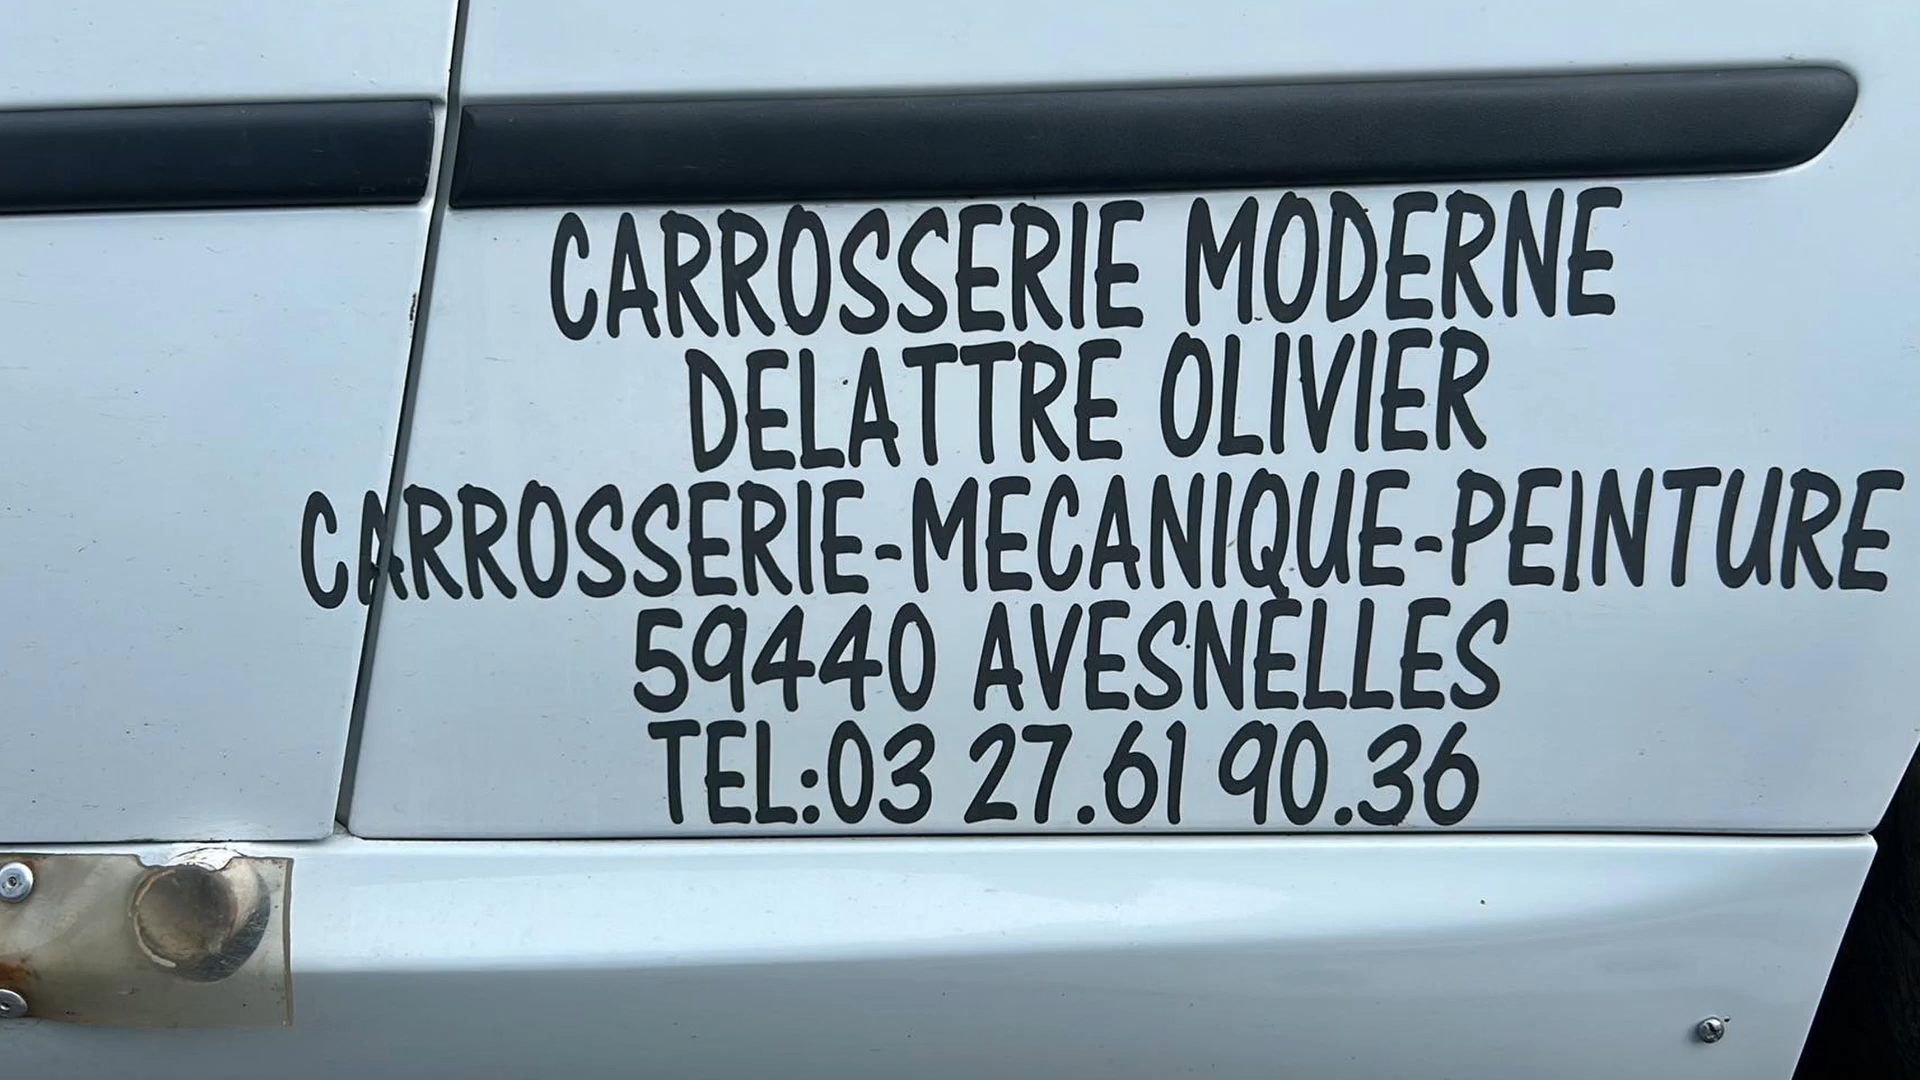 CARROSSERIE MODERNE
DELATTRE OLIVIER
CARROSSERIE-MECANIQUE-PEINTURE
59440 AVESNELLES
TEL:03 27.61 90.36